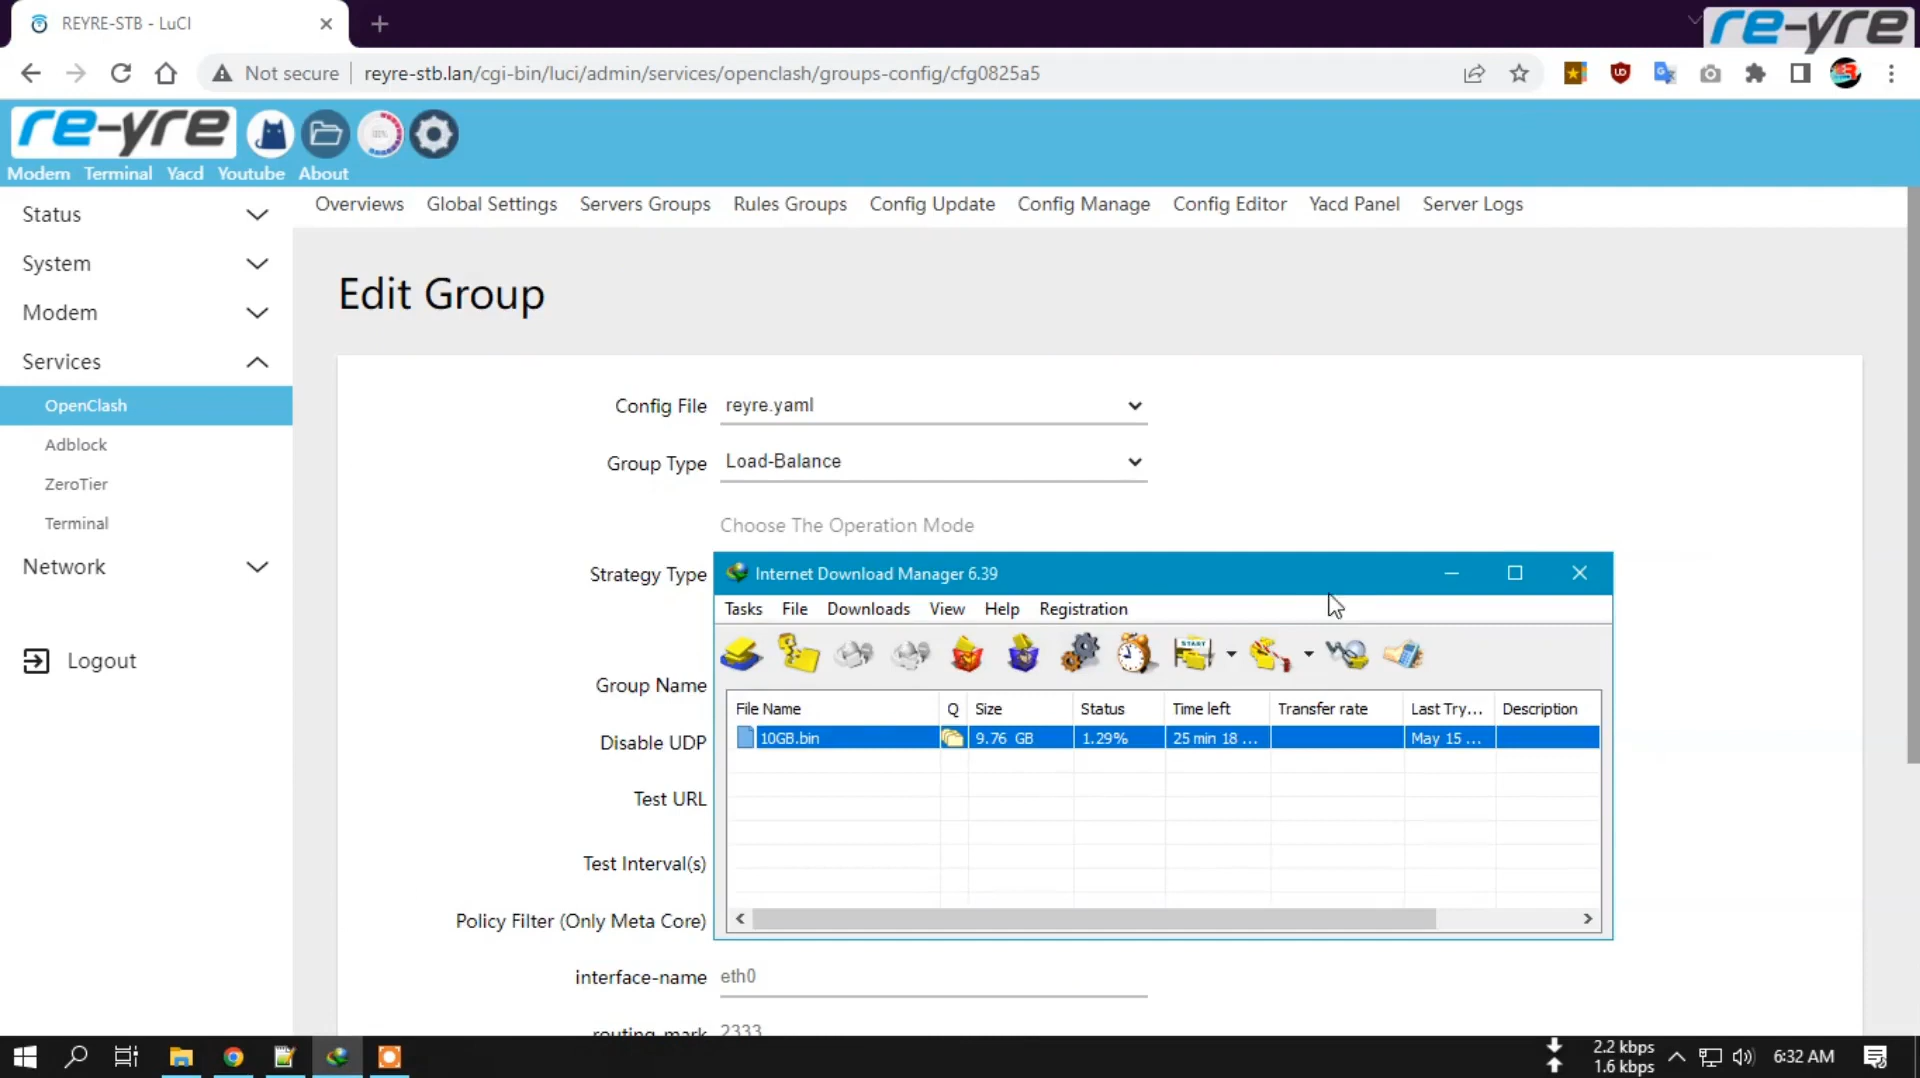 REYRE-STB - LuCI
re-yre
Not secure
reyre-stb.lan/cgi-bin/luci/admin/services/openclash/groups-config/cfg0825a5
re-yre
Modem Terminal Yacd Youtube About
Status
System
Modem
Services
OpenClash
Adblock
ZeroTier
Terminal
Network
Logout
Overviews Global Settings Servers Groups Rules Groups Config Update Config Manage Config Editor Yacd Panel Server Logs
Edit Group
Config File reyre.yaml
Group Type Load-Balance
Choose The Operation Mode
Strategy Type
Group Name
Disable UDP
Test URL
Test Interval(s)
Policy Filter (Only Meta Core)
interface-name eth0
routing_mark 2333
Internet Download Manager 6.39
Tasks File Downloads View Help Registration
START
File Name Q Size Status Time left Transfer rate Last Try... Description
10GB.bin 9.76 GB 1.29% 25 min 18 ... May 15 ...
2.2 kbps
1.6 kbps
6:32 AM